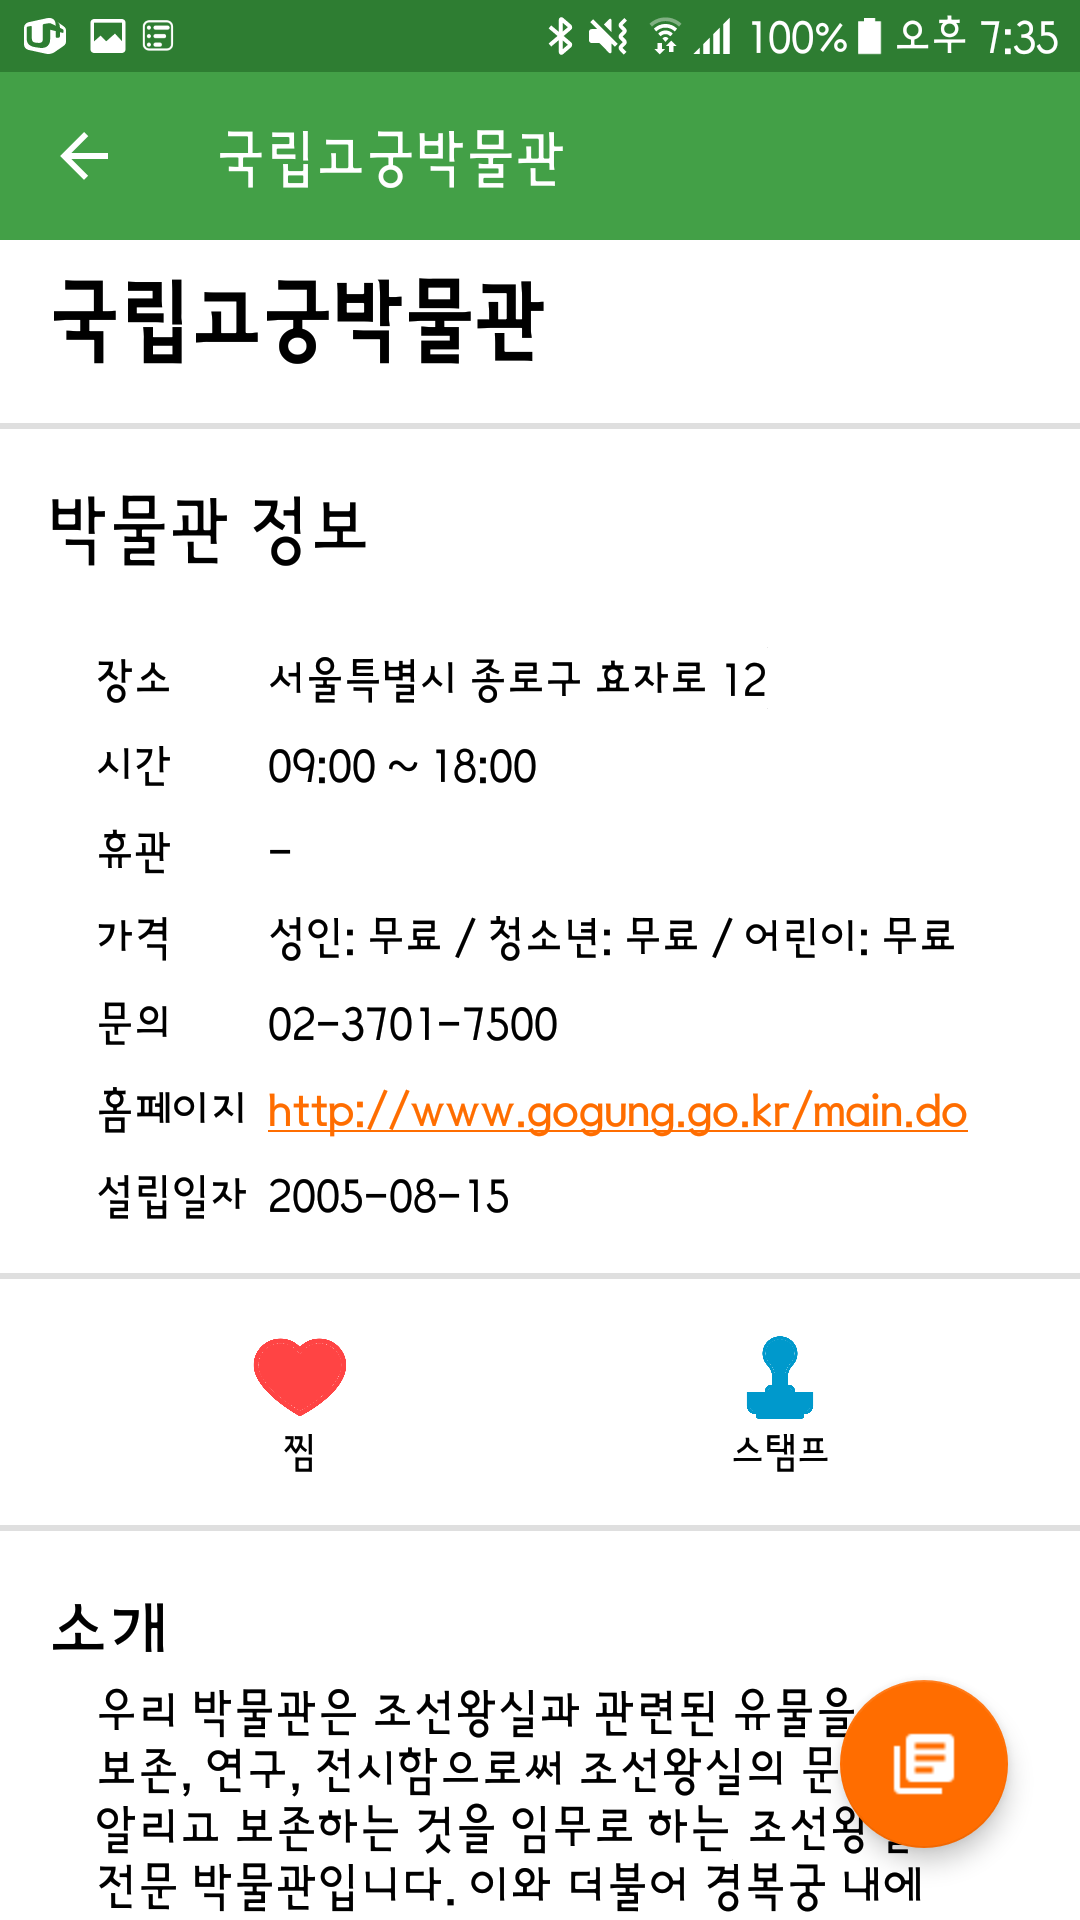 100% 오후 7:35
국립고궁박물관
국립고궁박물관
박물관 정보
장소 서울특별시 종로구 효자로 12
시간 09:00 ~ 18:00
휴관 -
가격 성인: 무료 / 청소년: 무료 / 어린이: 무료
문의 02-3701-7500
홈페이지 http://www.gogung.go.kr/main.do
설립일자 2005-08-15
찜 스탬프
소개
우리 박물관은 조선왕실과 관련된 유물을
보존, 연구, 전시함으로써 조선왕실의
알리고 보존하는 것을 임무로 하는
전문 박물관입니다. 이와 더불어 경복궁 내에